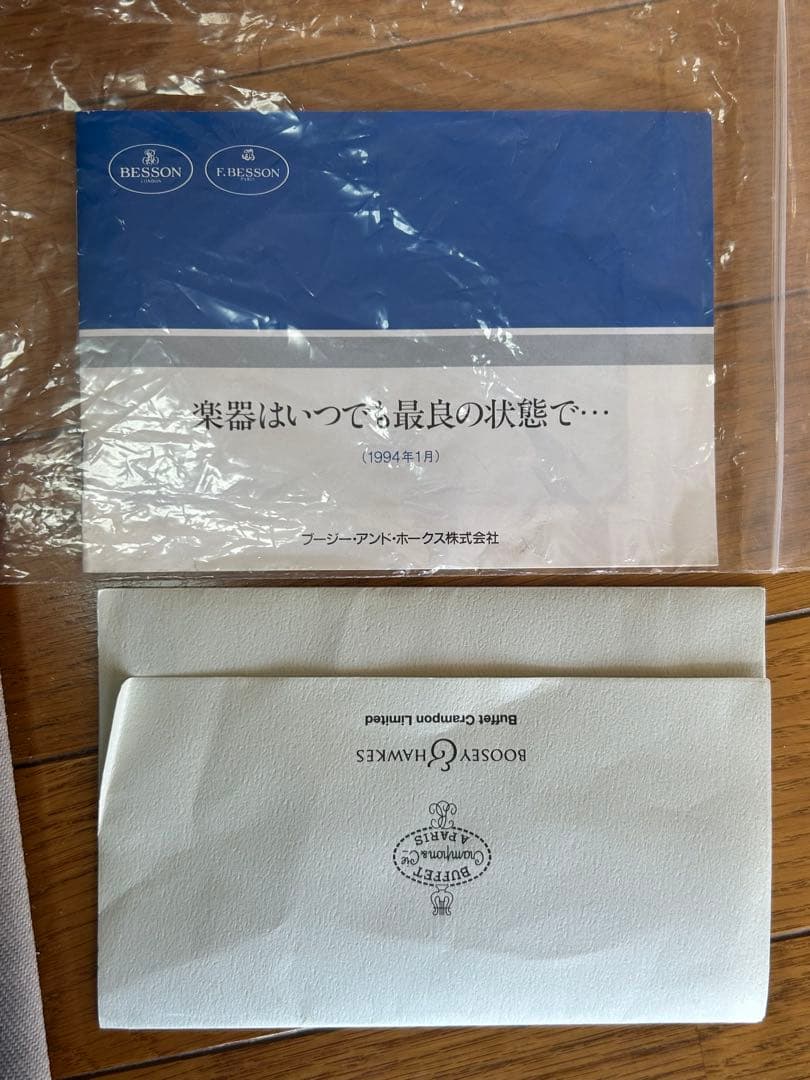 BESSON
LONDON
F. BESSON
PARIS
楽器はいつでも最良の状態で…
(1994年1月)
ブージー・アンド・ホークス株式会社
BUFFET
Crampon & Cie
A PARIS
BOOSEY & HAWKES
Buffet Crampon Limited